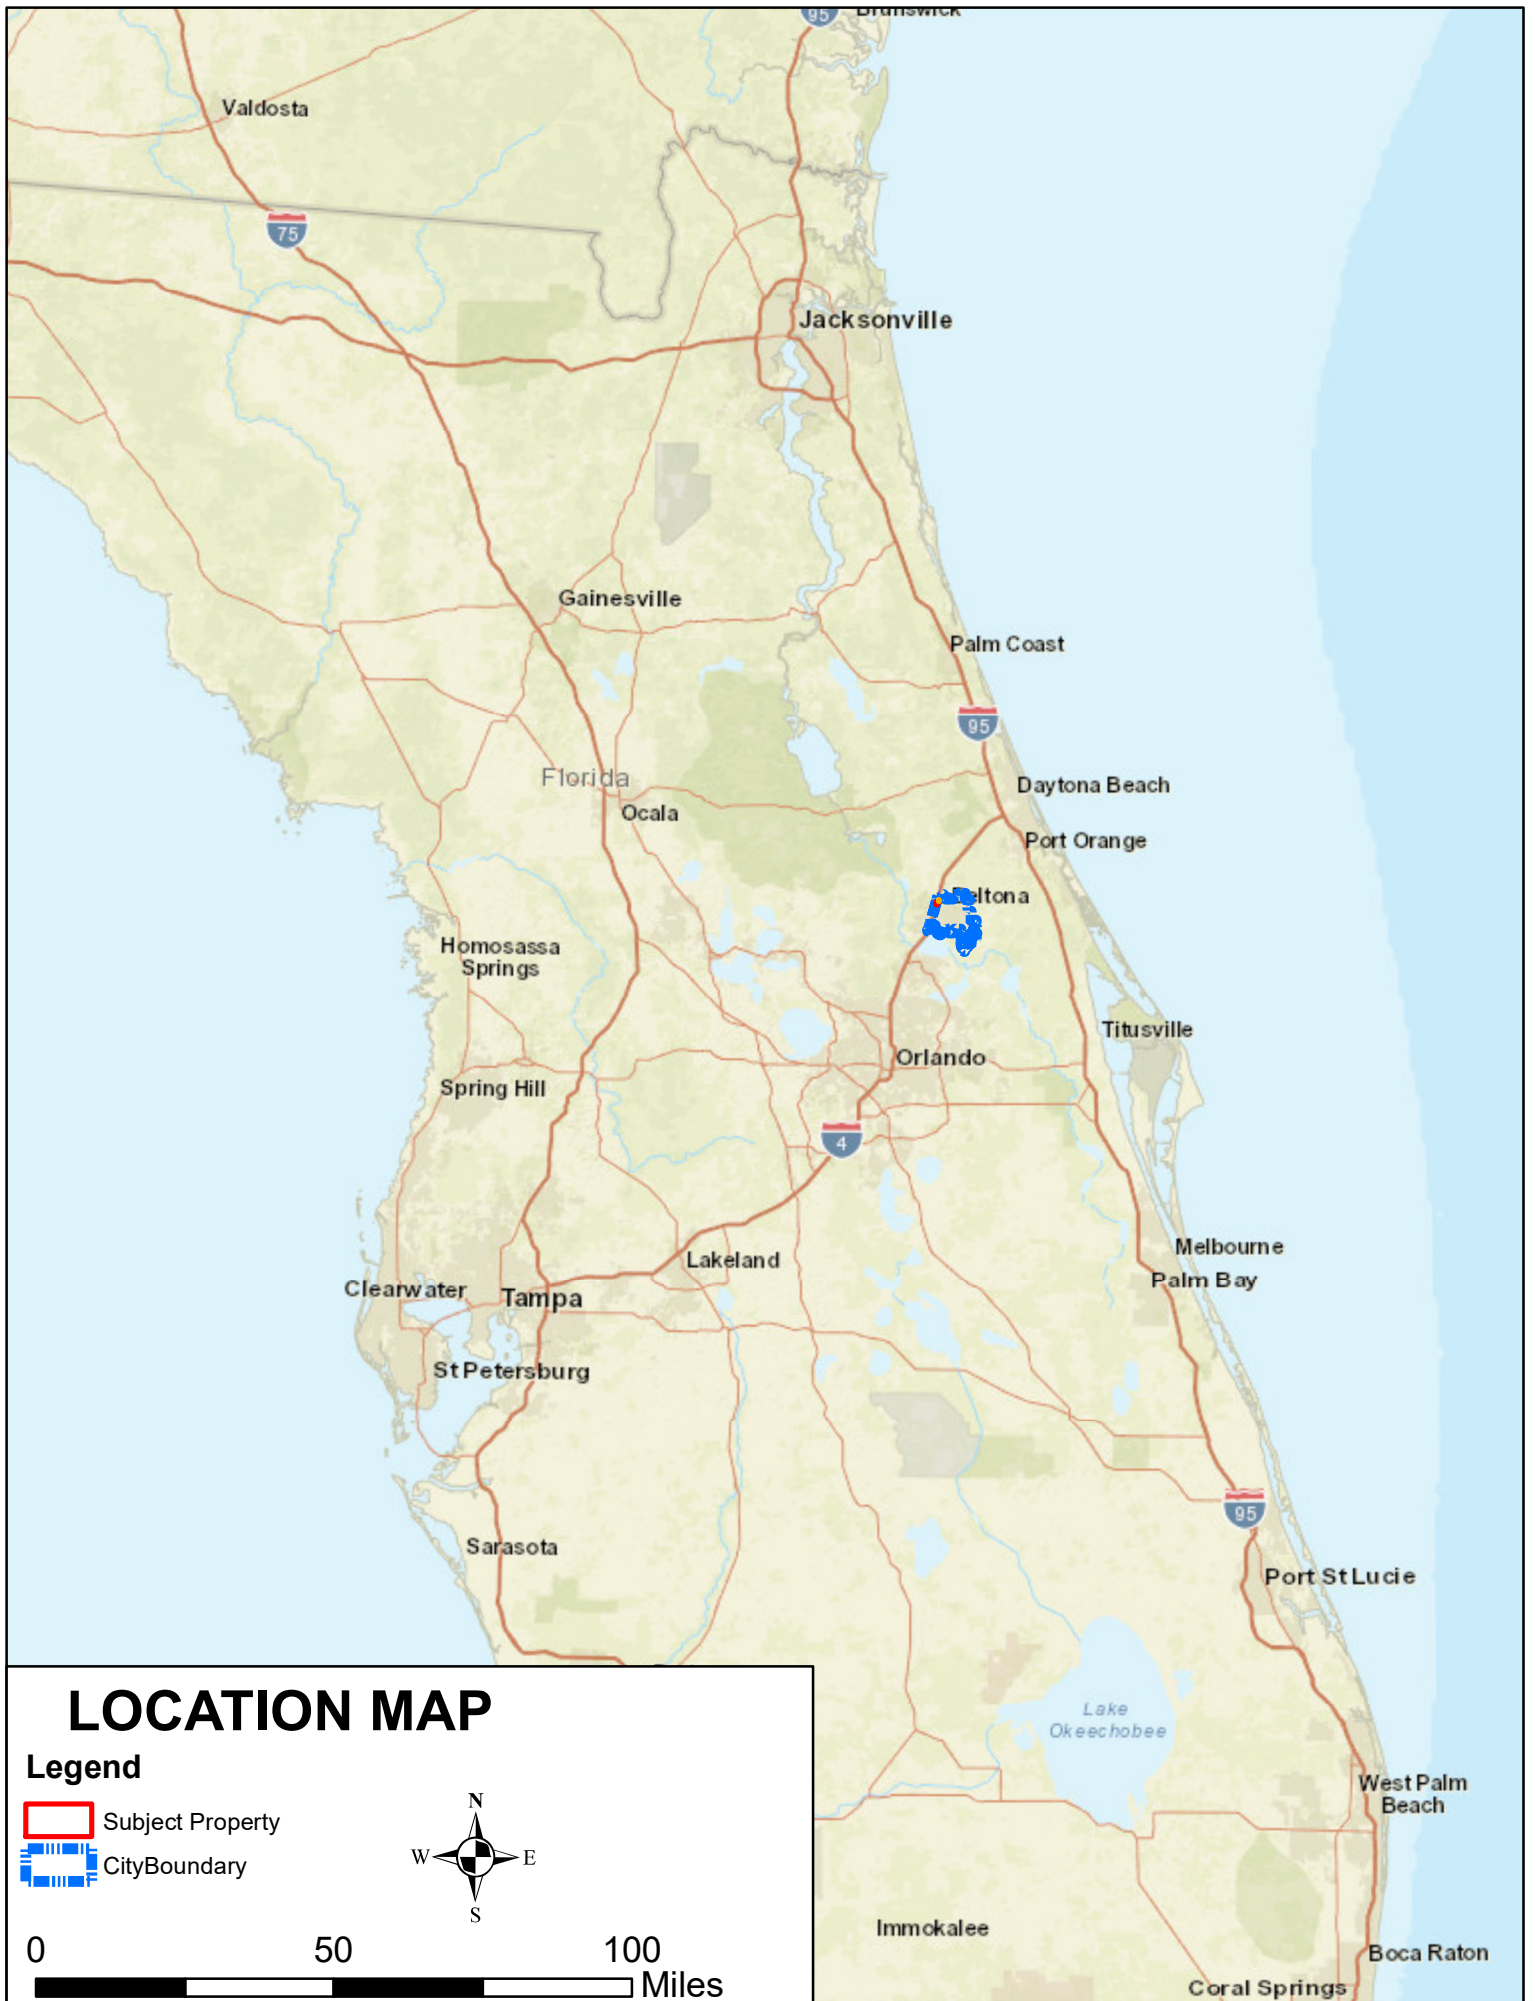 95
Brunswick
Valdosta
75
Jacksonville
Gainesville
Palm Coast
95
Florida
Daytona Beach
Ocala
Port Orange
Deltona
Homosassa
Springs
Titusville
Orlando
Spring Hill
4
Melbourne
Lakeland
Palm Bay
Clearwater
Tampa
St Petersburg
95
Sarasota
Port St Lucie
Lake
Okeechobee
West Palm
Beach
Immokalee
Boca Raton
Coral Springs
LOCATION MAP
Legend
Subject Property
CityBoundary
N
W E
S
0 50 100
Miles